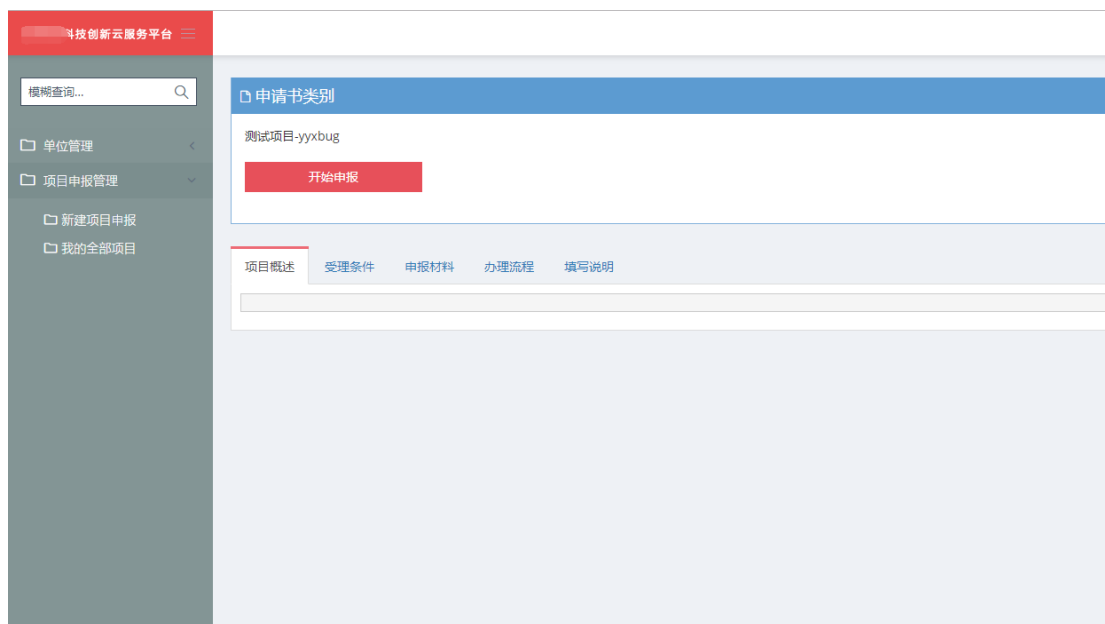 科技创新云服务平台
模糊查询...
单位管理
项目申报管理
新建项目申报
我的全部项目
申请书类别
测试项目-yyxbug
开始申报
项目概述 受理条件 申报材料 办理流程 填写说明